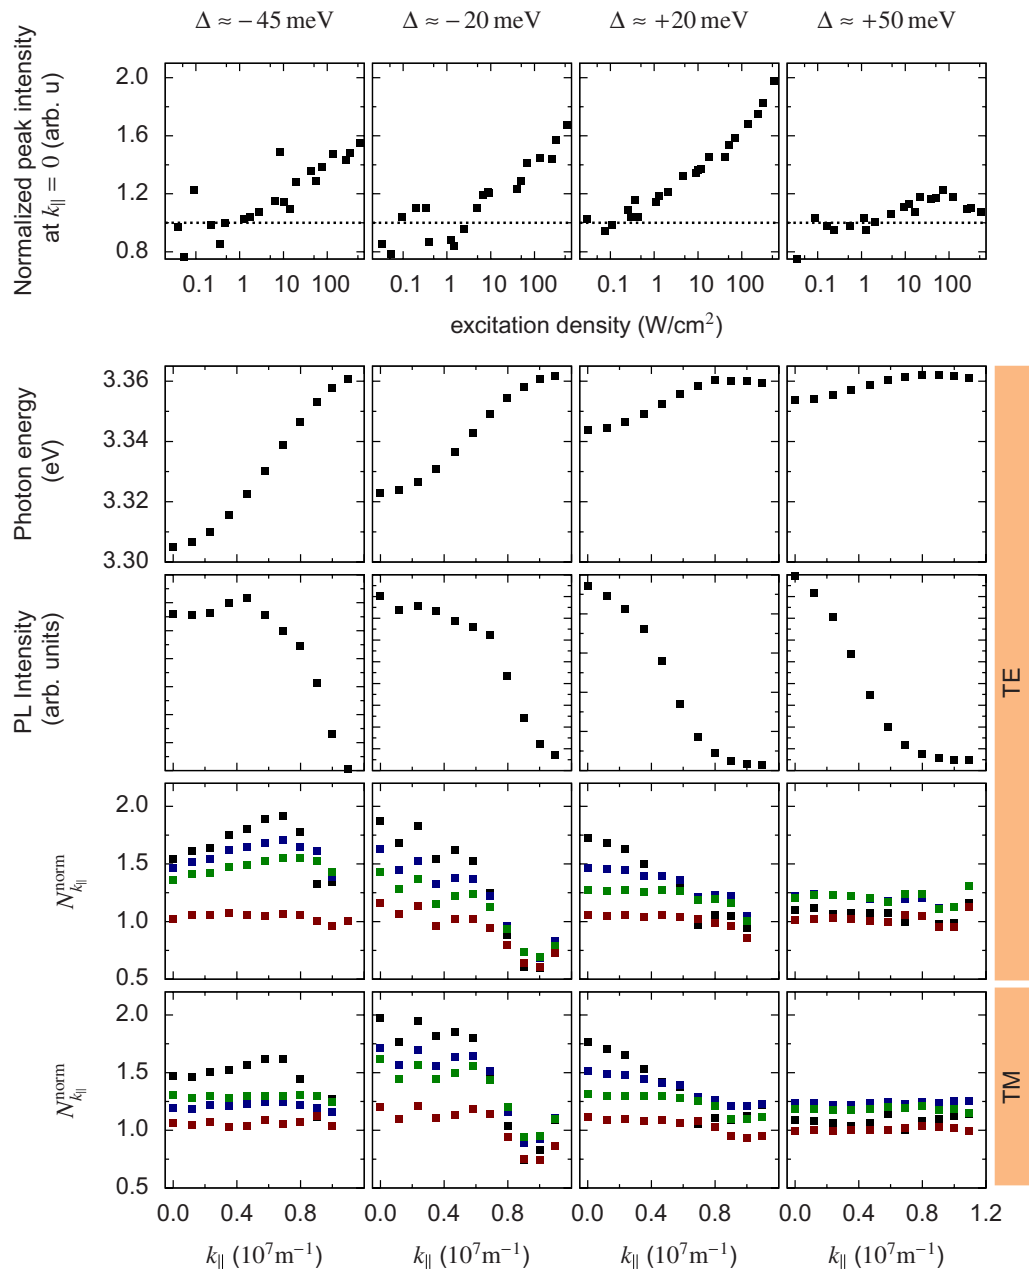 Δ ≈ −45 meV Δ ≈ −20 meV Δ ≈ +20 meV Δ ≈ +50 meV
Normalized peak intensity
at k∥ = 0 (arb. u)
2.0
1.6
1.2
0.8
0.1 1 10 100 0.1 1 10 100 0.1 1 10 100 0.1 1 10 100
excitation density (W/cm²)
Photon energy
(eV)
3.36
3.34
3.32
3.30
PL Intensity
(arb. units)
TE
N^norm_k∥
2.0
1.5
1.0
0.5
N^norm_k∥
2.0
1.5
1.0
0.5
TM
0.0 0.4 0.8 0.0 0.4 0.8 0.0 0.4 0.8 0.0 0.4 0.8 1.2
k∥ (10⁷m⁻¹) k∥ (10⁷m⁻¹) k∥ (10⁷m⁻¹) k∥ (10⁷m⁻¹)